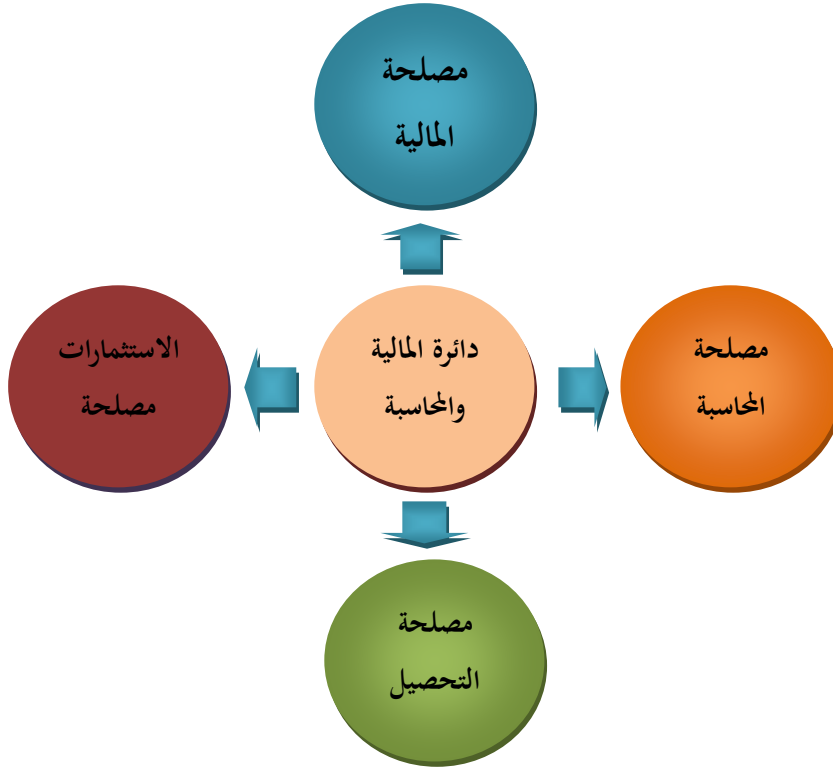 مصلحة
المالية
مصلحة
المحاسبة
دائرة المالية
والمحاسبة
الاستثمارات
مصلحة
مصلحة
التحصيل